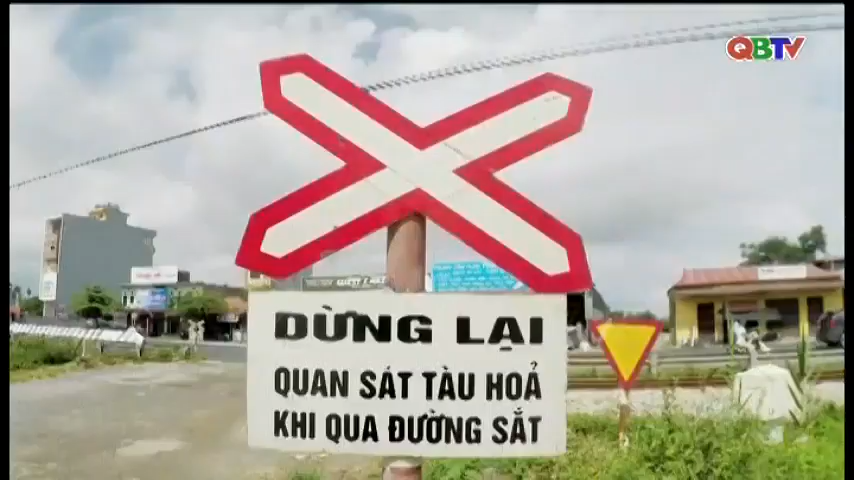 QBTV
DỪNG LẠI
QUAN SÁT TÀU HOẢ
KHI QUA ĐƯỜNG SẮT